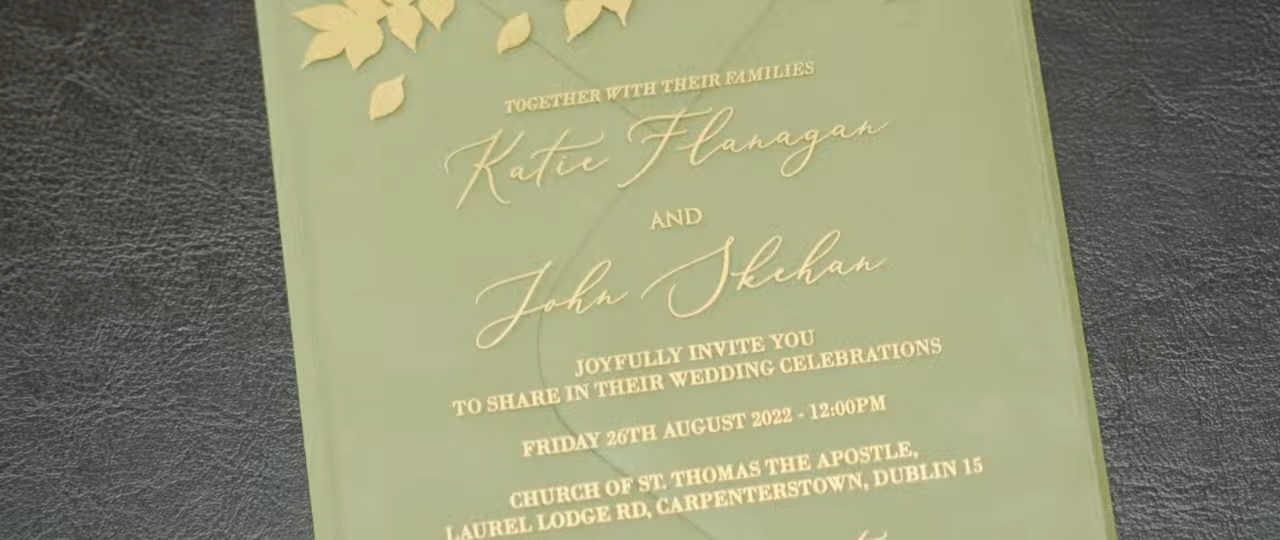 TOGETHER WITH THEIR FAMILIES
Katie Flanagan
AND
John Skehan
JOYFULLY INVITE YOU
TO SHARE IN THEIR WEDDING CELEBRATIONS
FRIDAY 26TH AUGUST 2022 - 12:00PM
CHURCH OF ST. THOMAS THE APOSTLE,
LAUREL LODGE RD, CARPENTERSTOWN, DUBLIN 15